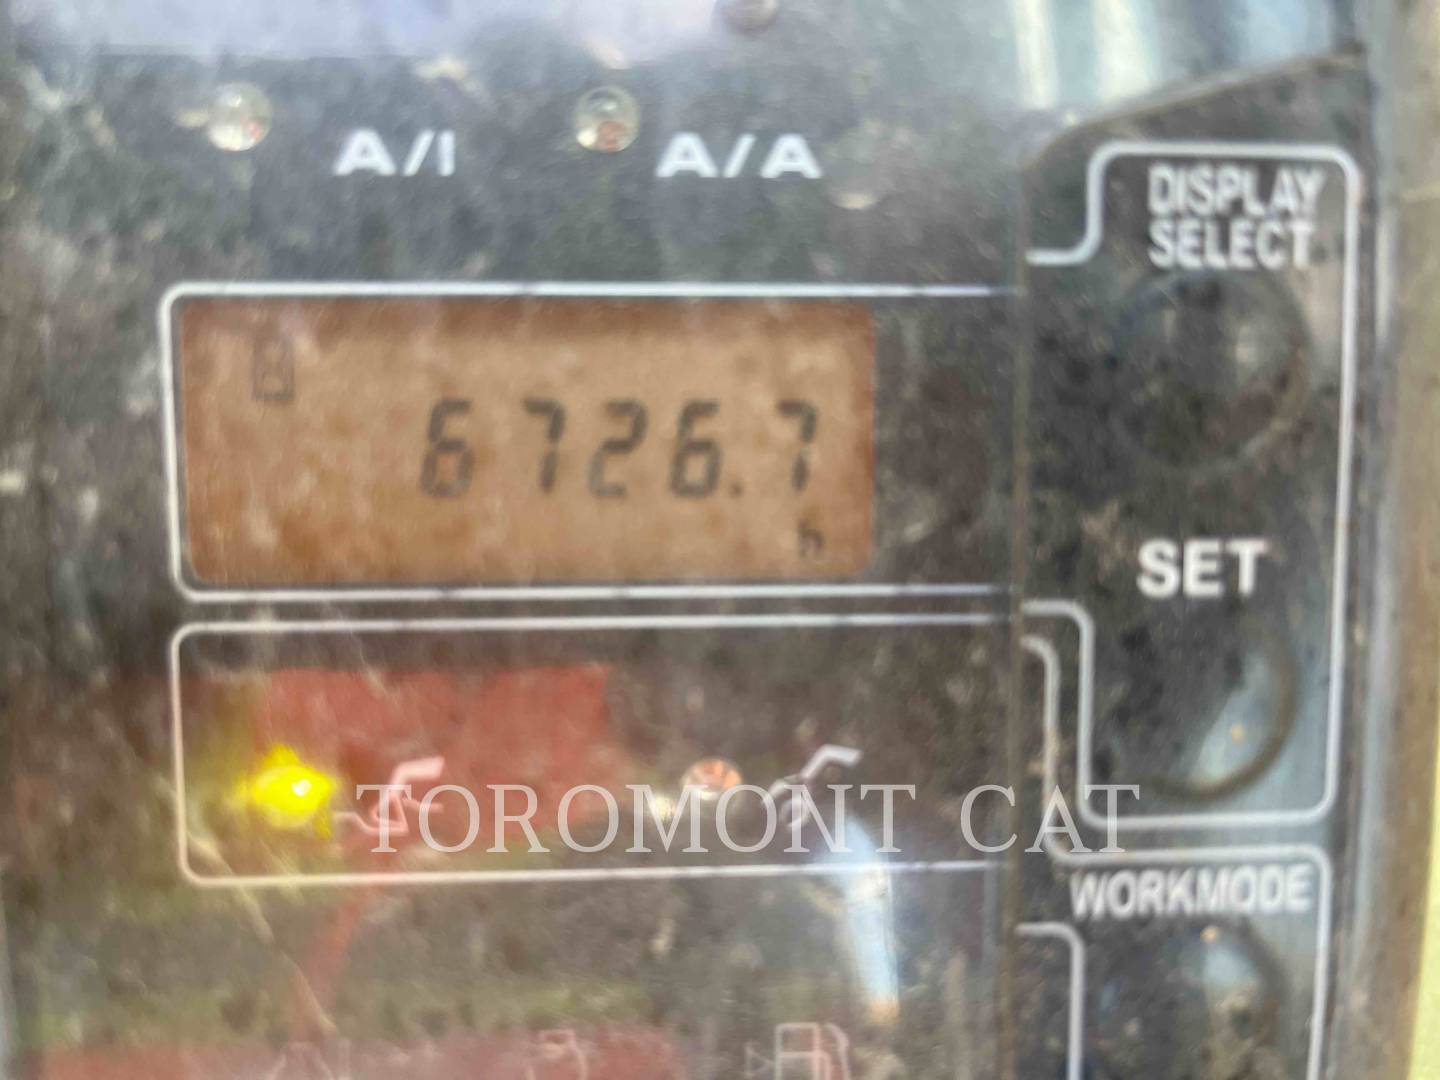 A/I A/A
DISPLAY
SELECT
6726.7
h
SET
TOROMONT CAT
WORKMODE